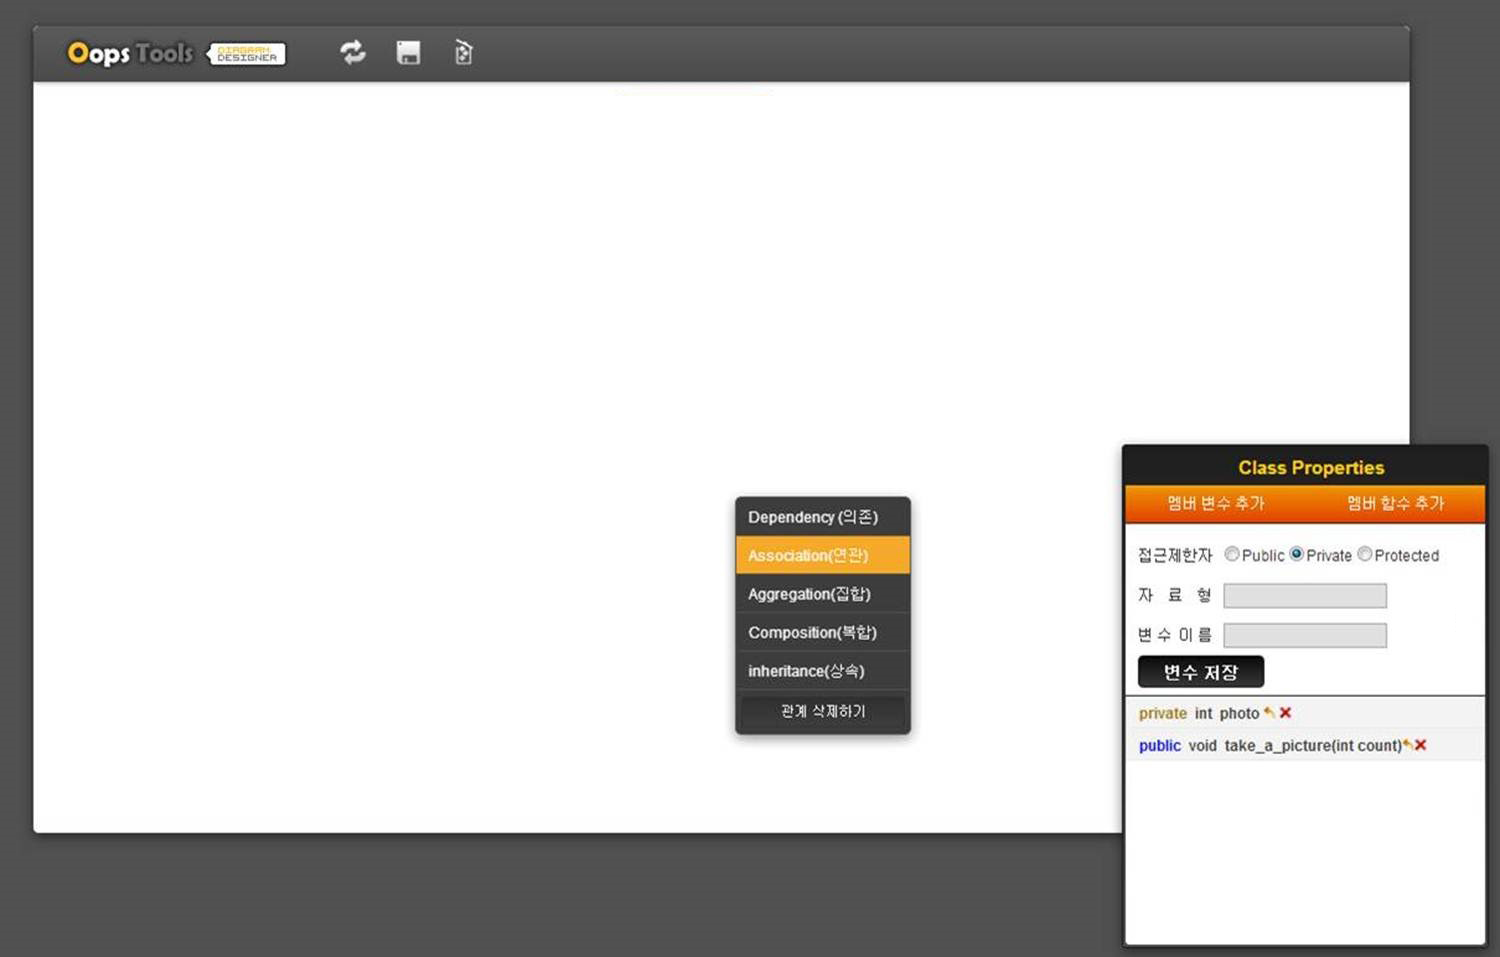 Oops Tools DIAGRAM DESIGNER
Dependency (의존)
Association(연관)
Aggregation(집합)
Composition(복합)
inheritance(상속)
관계 삭제하기
Class Properties
멤버 변수 추가 멤버 함수 추가
접근제한자 Public Private Protected
자 료 형
변 수 이 름
변수 저장
private int photo
public void take_a_picture(int count)